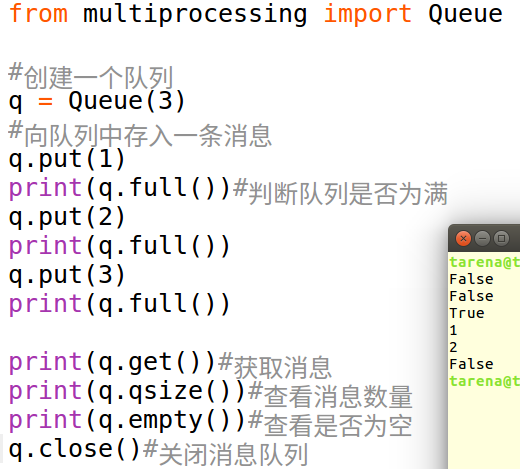 from multiprocessing import Queue
#创建一个队列
q = Queue(3)
#向队列中存入一条消息
q.put(1)
print(q.full())#判断队列是否为满
q.put(2)
print(q.full())
q.put(3)
print(q.full())
print(q.get())#获取消息
print(q.qsize())#查看消息数量
print(q.empty())#查看是否为空
q.close()#关闭消息队列
tarena@t
False
False
True
1
2
False
tarena@t